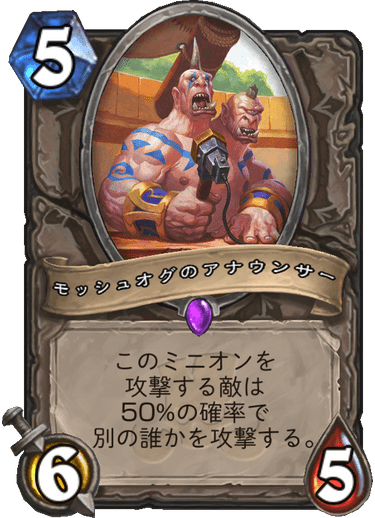 5
モッシュオグのアナウンサー
このミニオンを
攻撃する敵は
50%の確率で
別の誰かを攻撃する。
6
5